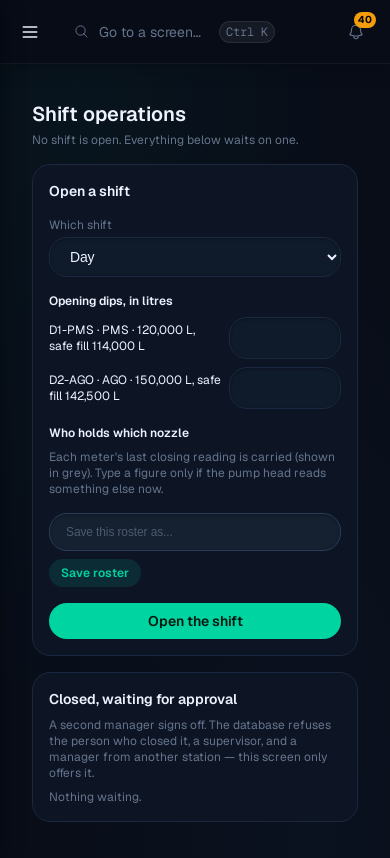 Go to a screen... Ctrl K 40
Shift operations
No shift is open. Everything below waits on one.
Open a shift
Which shift
Day
Opening dips, in litres
D1-PMS · PMS · 120,000 L,
safe fill 114,000 L
D2-AGO · AGO · 150,000 L, safe
fill 142,500 L
Who holds which nozzle
Each meter's last closing reading is carried (shown
in grey). Type a figure only if the pump head reads
something else now.
Save this roster as...
Save roster
Open the shift
Closed, waiting for approval
A second manager signs off. The database refuses
the person who closed it, a supervisor, and a
manager from another station — this screen only
offers it.
Nothing waiting.